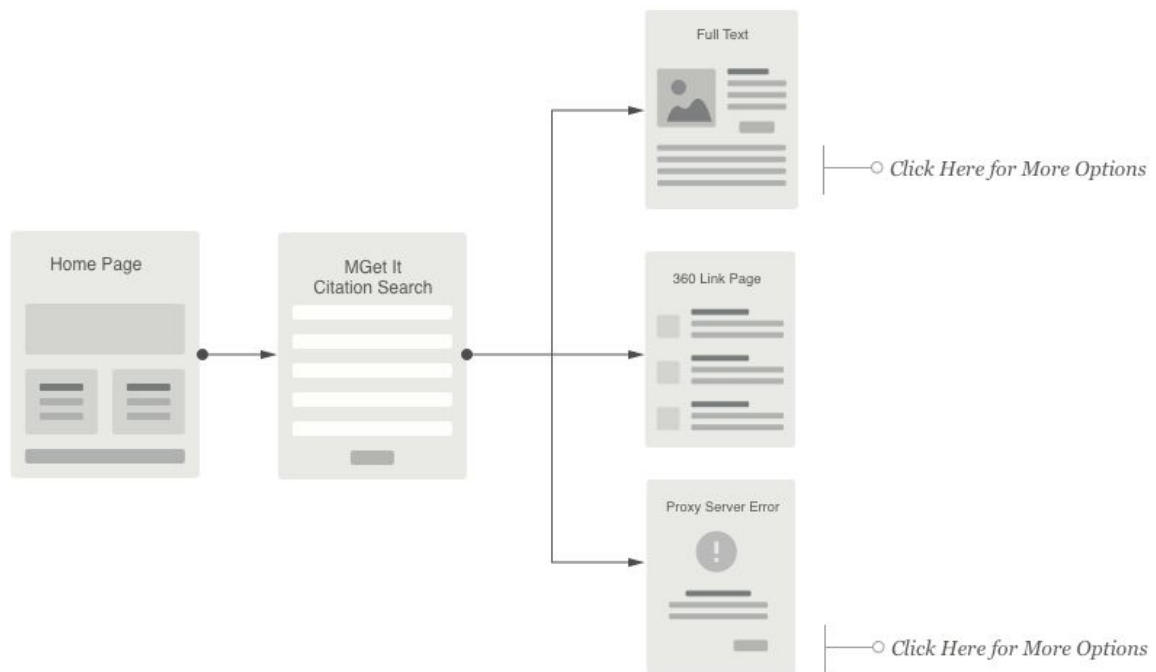 Full Text
Click Here for More Options
Home Page
MGet It
Citation Search
360 Link Page
Proxy Server Error
!
Click Here for More Options